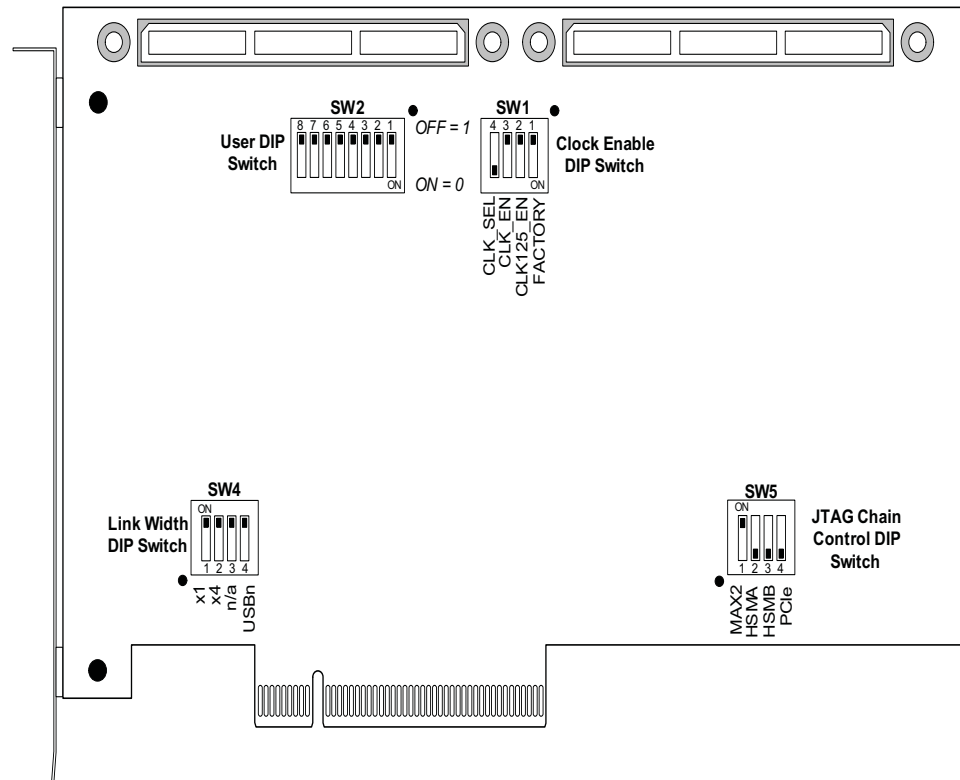 SW2
SW1
8 7 6 5 4 3 2 1
OFF = 1
4 3 2 1
User DIP
Switch
Clock Enable
DIP Switch
ON
ON = 0
ON
CLK_SEL
CLK_EN
CLK125_EN
FACTORY
SW4
SW5
ON
ON
Link Width
DIP Switch
JTAG Chain
Control DIP
Switch
1 2 3 4
1 2 3 4
x1
x4
n/a
USBn
MAX2
HSMA
HSMB
PCIe